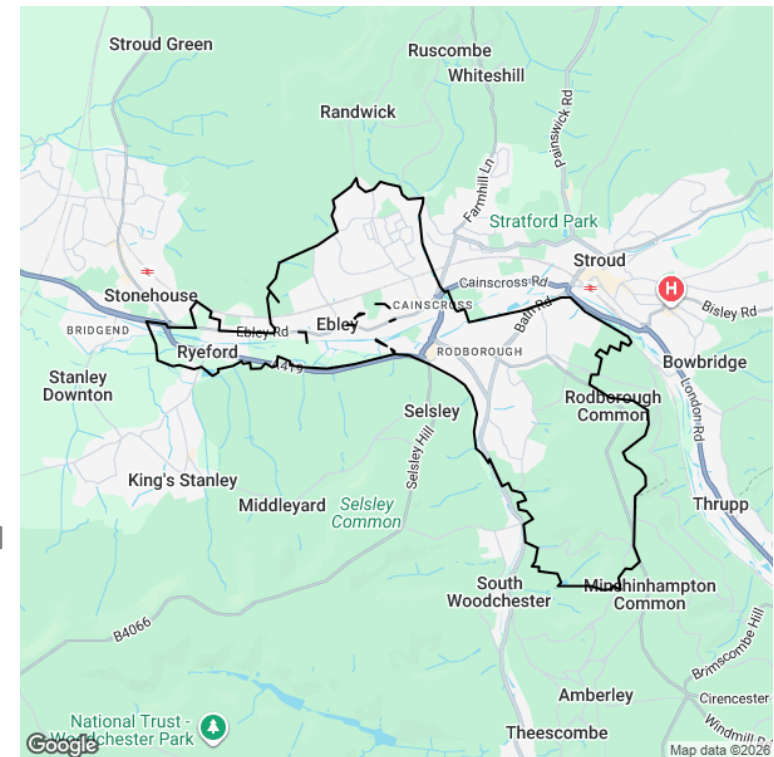 Stroud Green
Ruscombe
Whiteshill
Randwick
Painswick Rd
Farmhill Ln
Stratford Park
Stroud
H
Cainscross Rd
Stonehouse
CAINSCROSS
Bath Rd
Bisley Rd
BRIDGEND
Ebley Rd
Ebley
Ryeford
RODBOROUGH
Bowbridge
A419
Stanley
Downton
London Rd
Selsley
Rodborough
Common
Selsley Hill
King's Stanley
Middleyard
Selsley
Common
Thrupp
South
Woodchester
Minchinhampton
Common
B4066
Brimscombe Hill
Amberley
Cirencester
National Trust -
Woodchester Park
Theescombe
Windmill R
Google
Map data ©2026